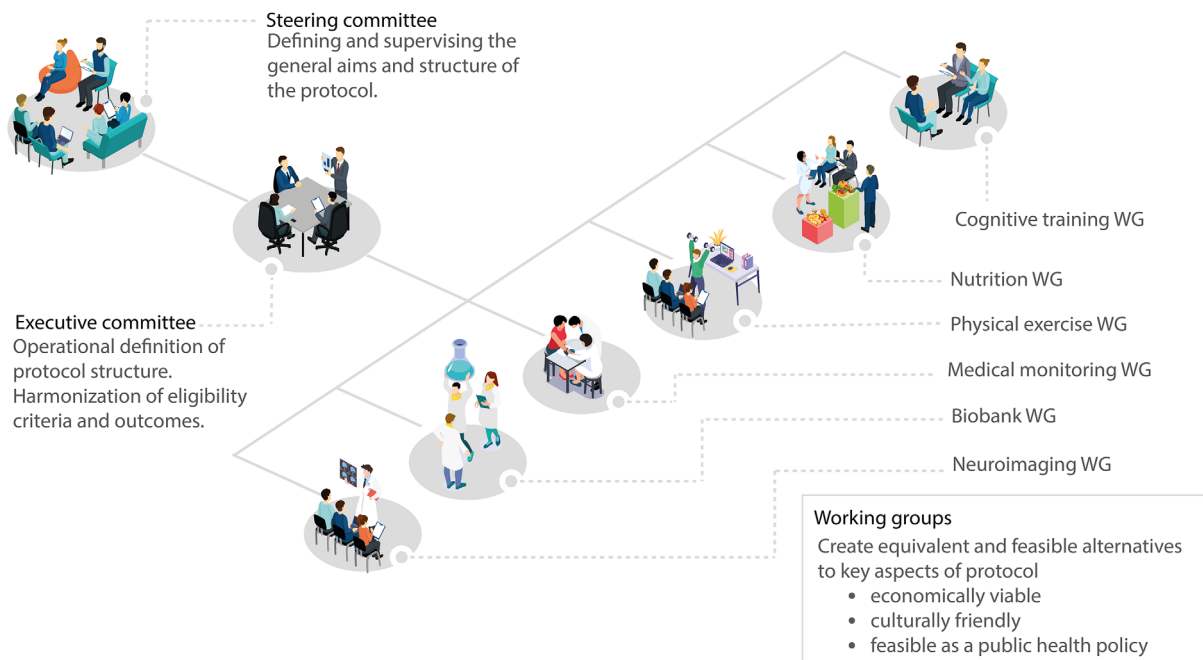 Steering committee
Defining and supervising the
general aims and structure of
the protocol.
Executive committee
Operational definition of
protocol structure.
Harmonization of eligibility
criteria and outcomes.
Cognitive training WG
Nutrition WG
Physical exercise WG
Medical monitoring WG
Biobank WG
Neuroimaging WG
Working groups
Create equivalent and feasible alternatives
to key aspects of protocol
• economically viable
• culturally friendly
• feasible as a public health policy